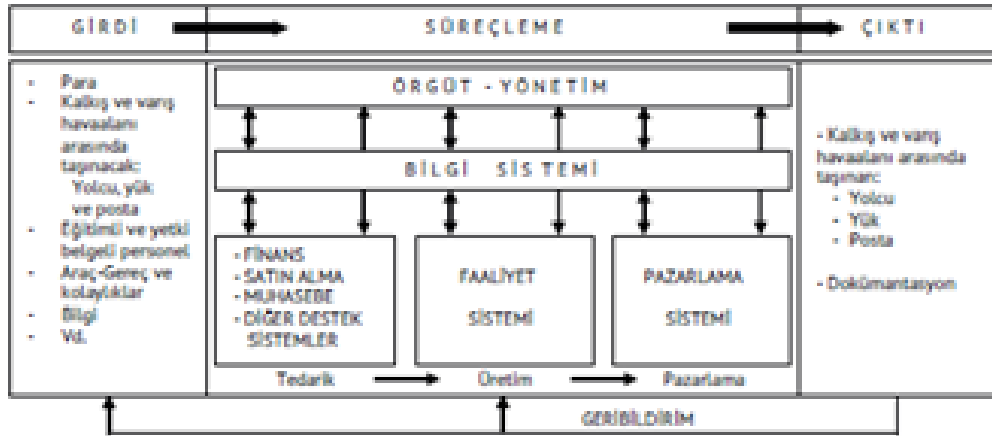 GİRDİ
SÜREÇLEME
ÇIKTI
- Para
- Kalkış ve varış
havaalanı
arasında
taşınacak:
Yolcu, yük
ve posta
- Eğitimli ve yetki
belgeli personel
- Araç-Gereç ve
kolaylıklar
- Bilgi
- Vd.
ÖRGÜT - YÖNETİM
BİLGİ SİSTEMİ
- FİNANS
- SATIN ALMA
- MUHASEBE
- DİĞER DESTEK
SİSTEMLER
FAALİYET
SİSTEMİ
PAZARLAMA
SİSTEMİ
Tedarik
Üretim
Pazarlama
- Kalkış ve varış
havaalanı arasında
taşınan:
• Yolcu
• Yük
• Posta
- Dokümantasyon
GERİBİLDİRİM